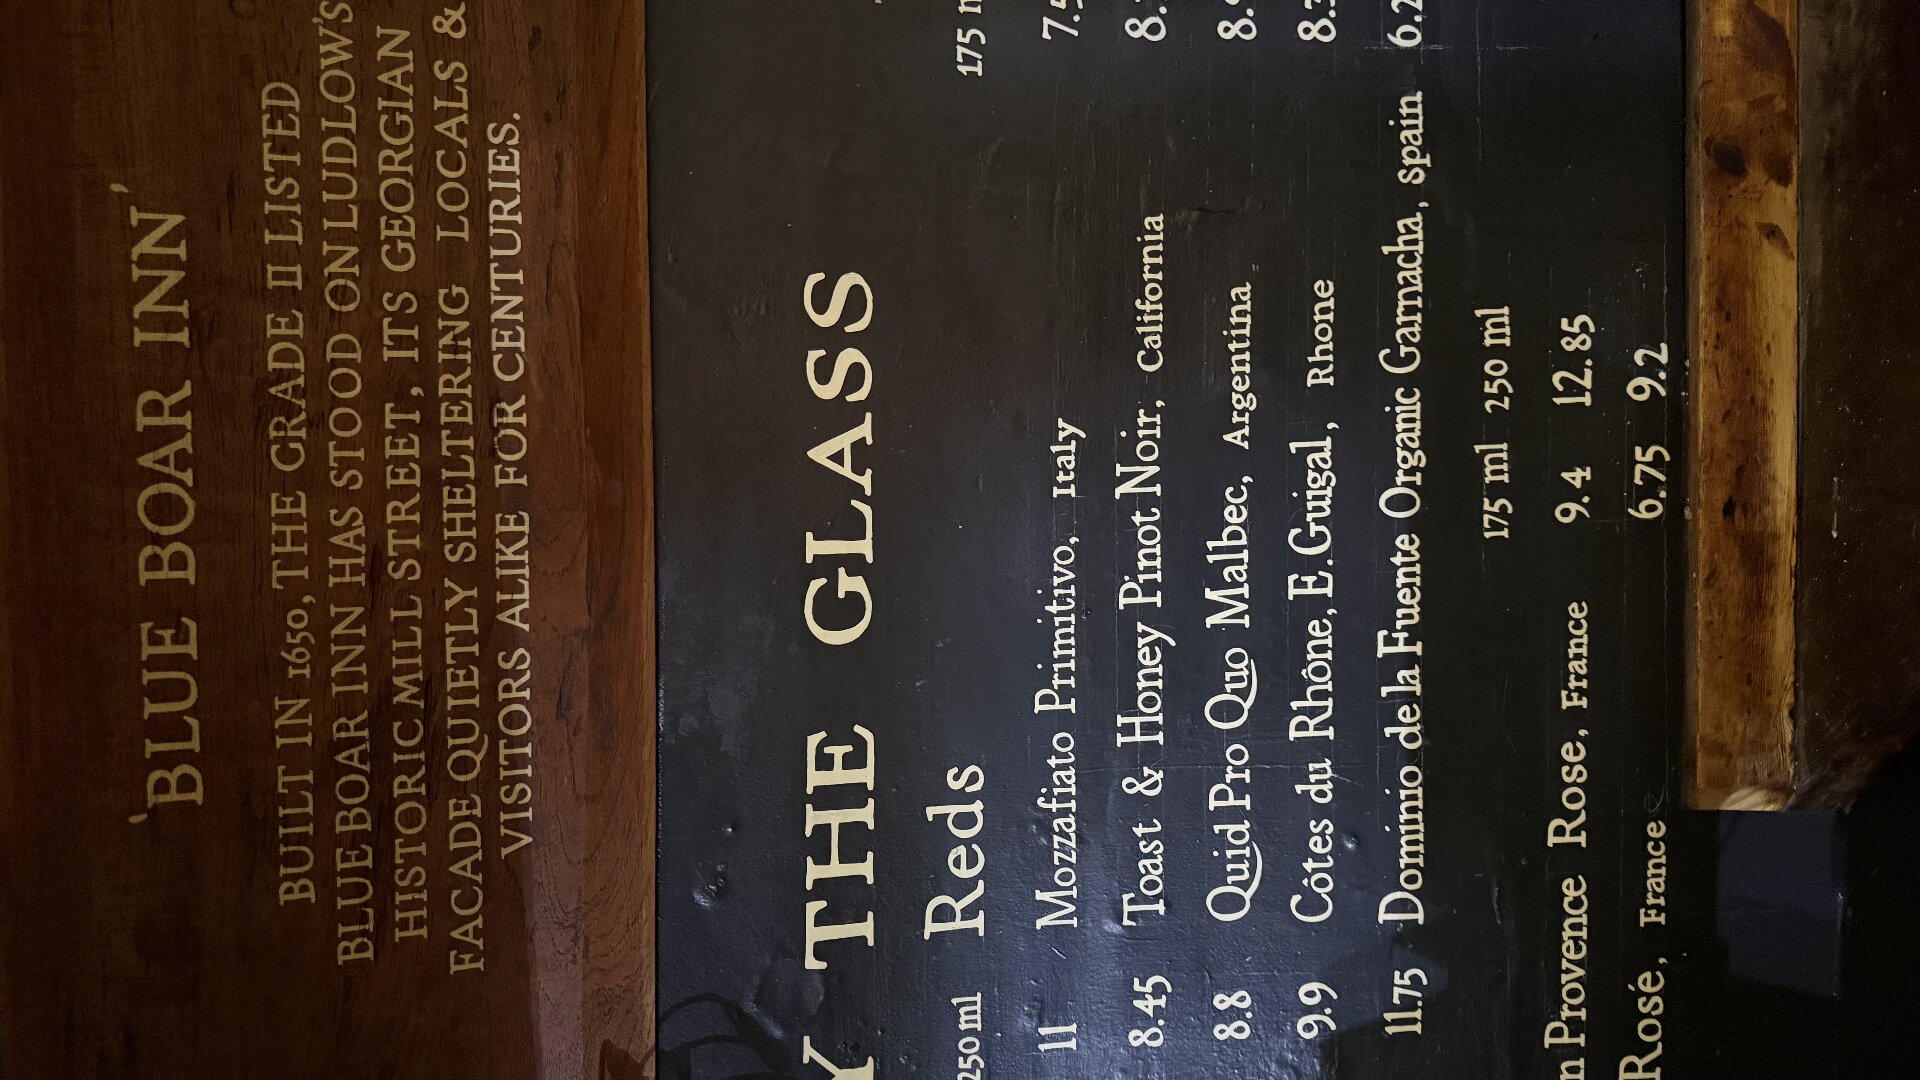 'BLUE BOAR INN'
BUILT IN 1650, THE GRADE II LISTED
BLUE BOAR INN HAS STOOD ON LUDLOW'S
HISTORIC MILL STREET, ITS GEORGIAN
FACADE QUIETLY SHELTERING LOCALS &
VISITORS ALIKE FOR CENTURIES.
THE GLASS
250ml Reds 175
11 Mozzafiato Primitivo, Italy
8.45 Toast & Honey Pinot Noir, California
8.8 Quid Pro Quo Malbec, Argentina
9.9 Côtes du Rhône, E. Guigal, Rhone
11.75 Dominio de la Fuente Organic Garnacha, spain
175 ml 250 ml
Provence Rose, France 9.4 12.85
Rosé, France 6.75 9.2